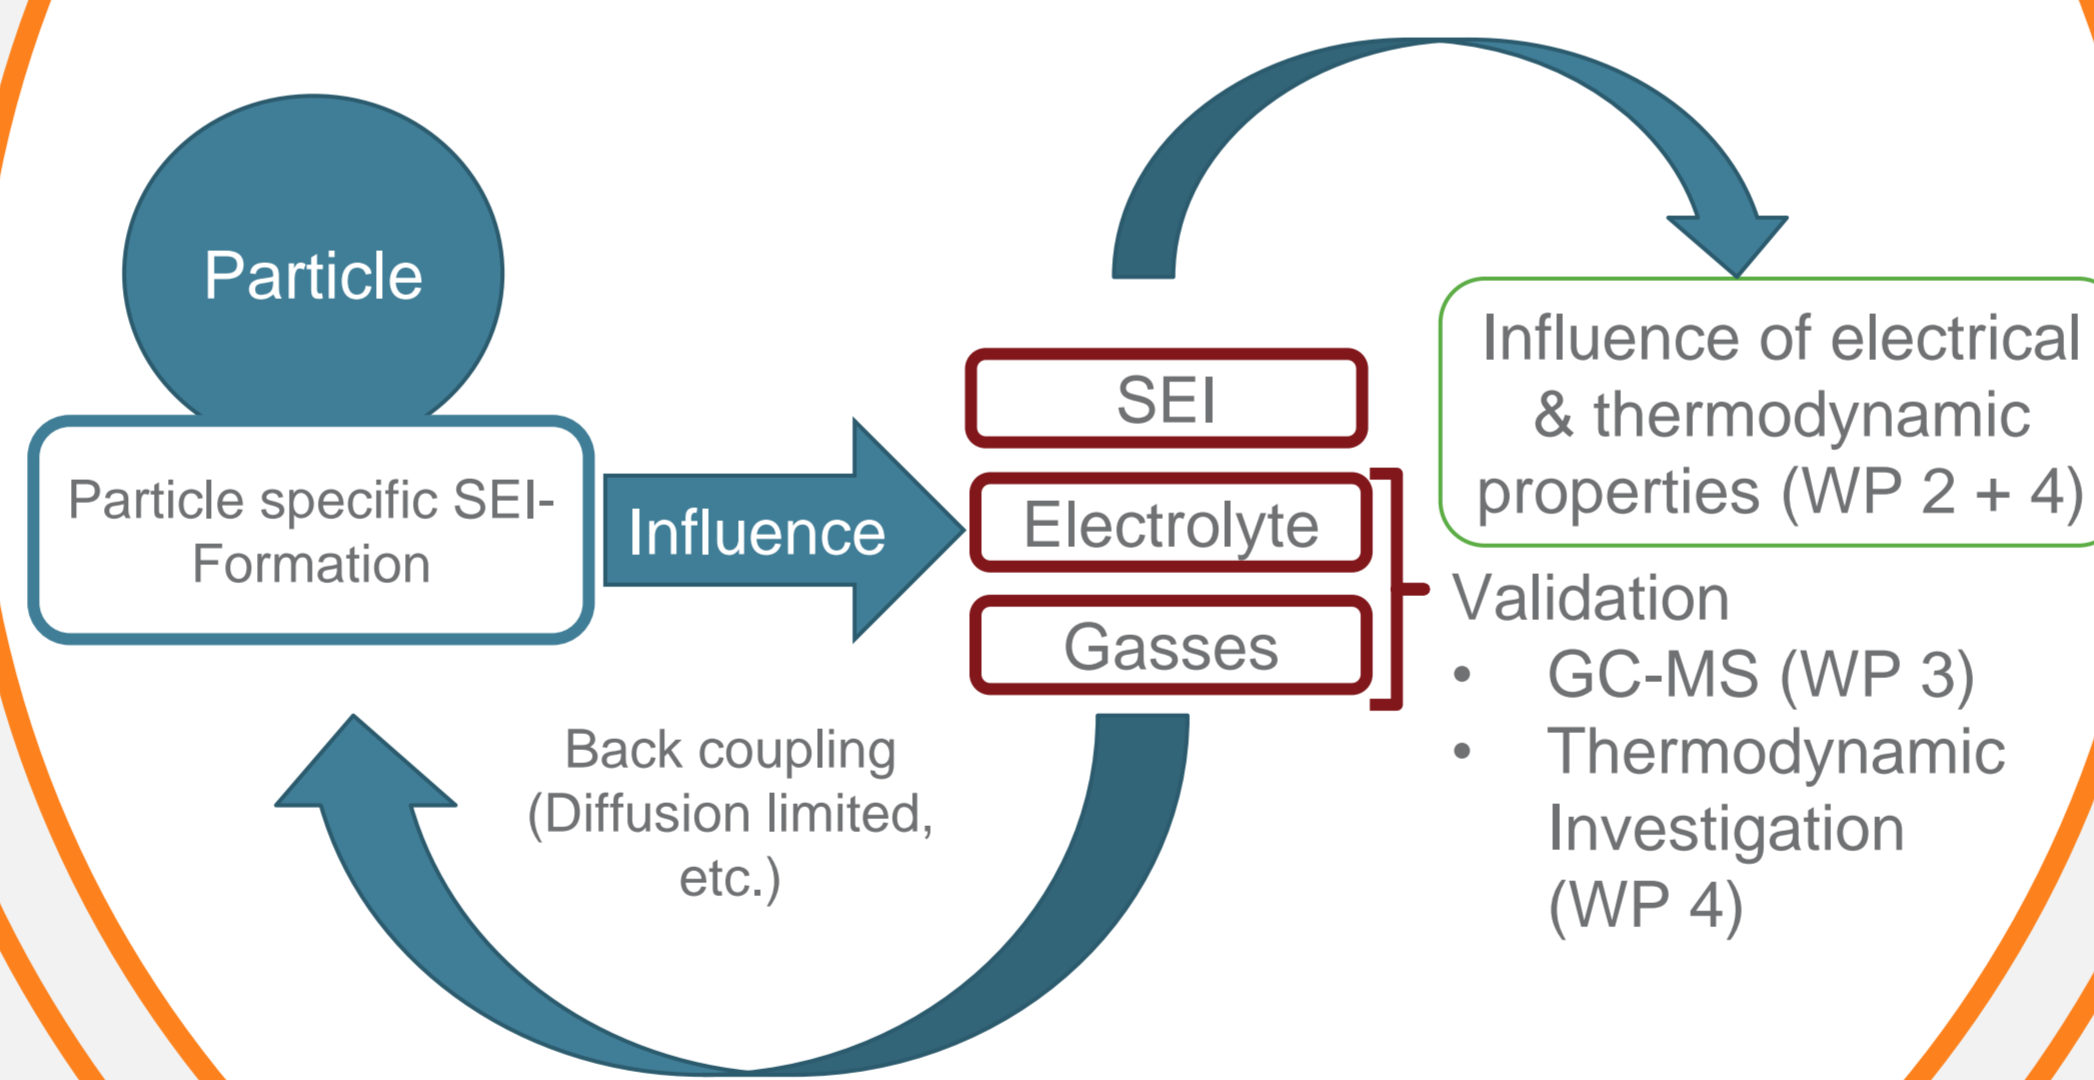 Particle
Particle specific SEI-
Formation
Influence
SEI
Electrolyte
Gasses
Influence of electrical
& thermodynamic
properties (WP 2 + 4)
Validation
• GC-MS (WP 3)
• Thermodynamic
Investigation
(WP 4)
Back coupling
(Diffusion limited,
etc.)